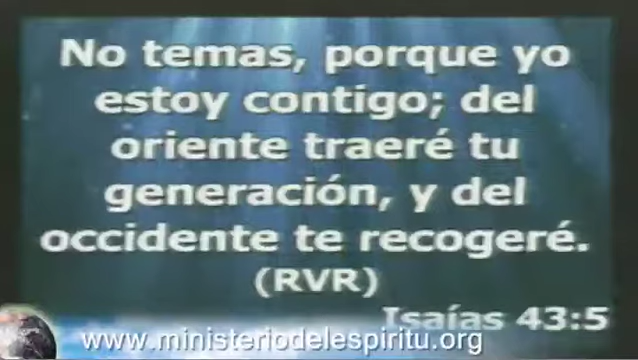 No temas, porque yo
estoy contigo; del
oriente traeré tu
generación, y del
occidente te recogeré.
(RVR)
Isaías 43:5
www.ministeriodelespiritu.org